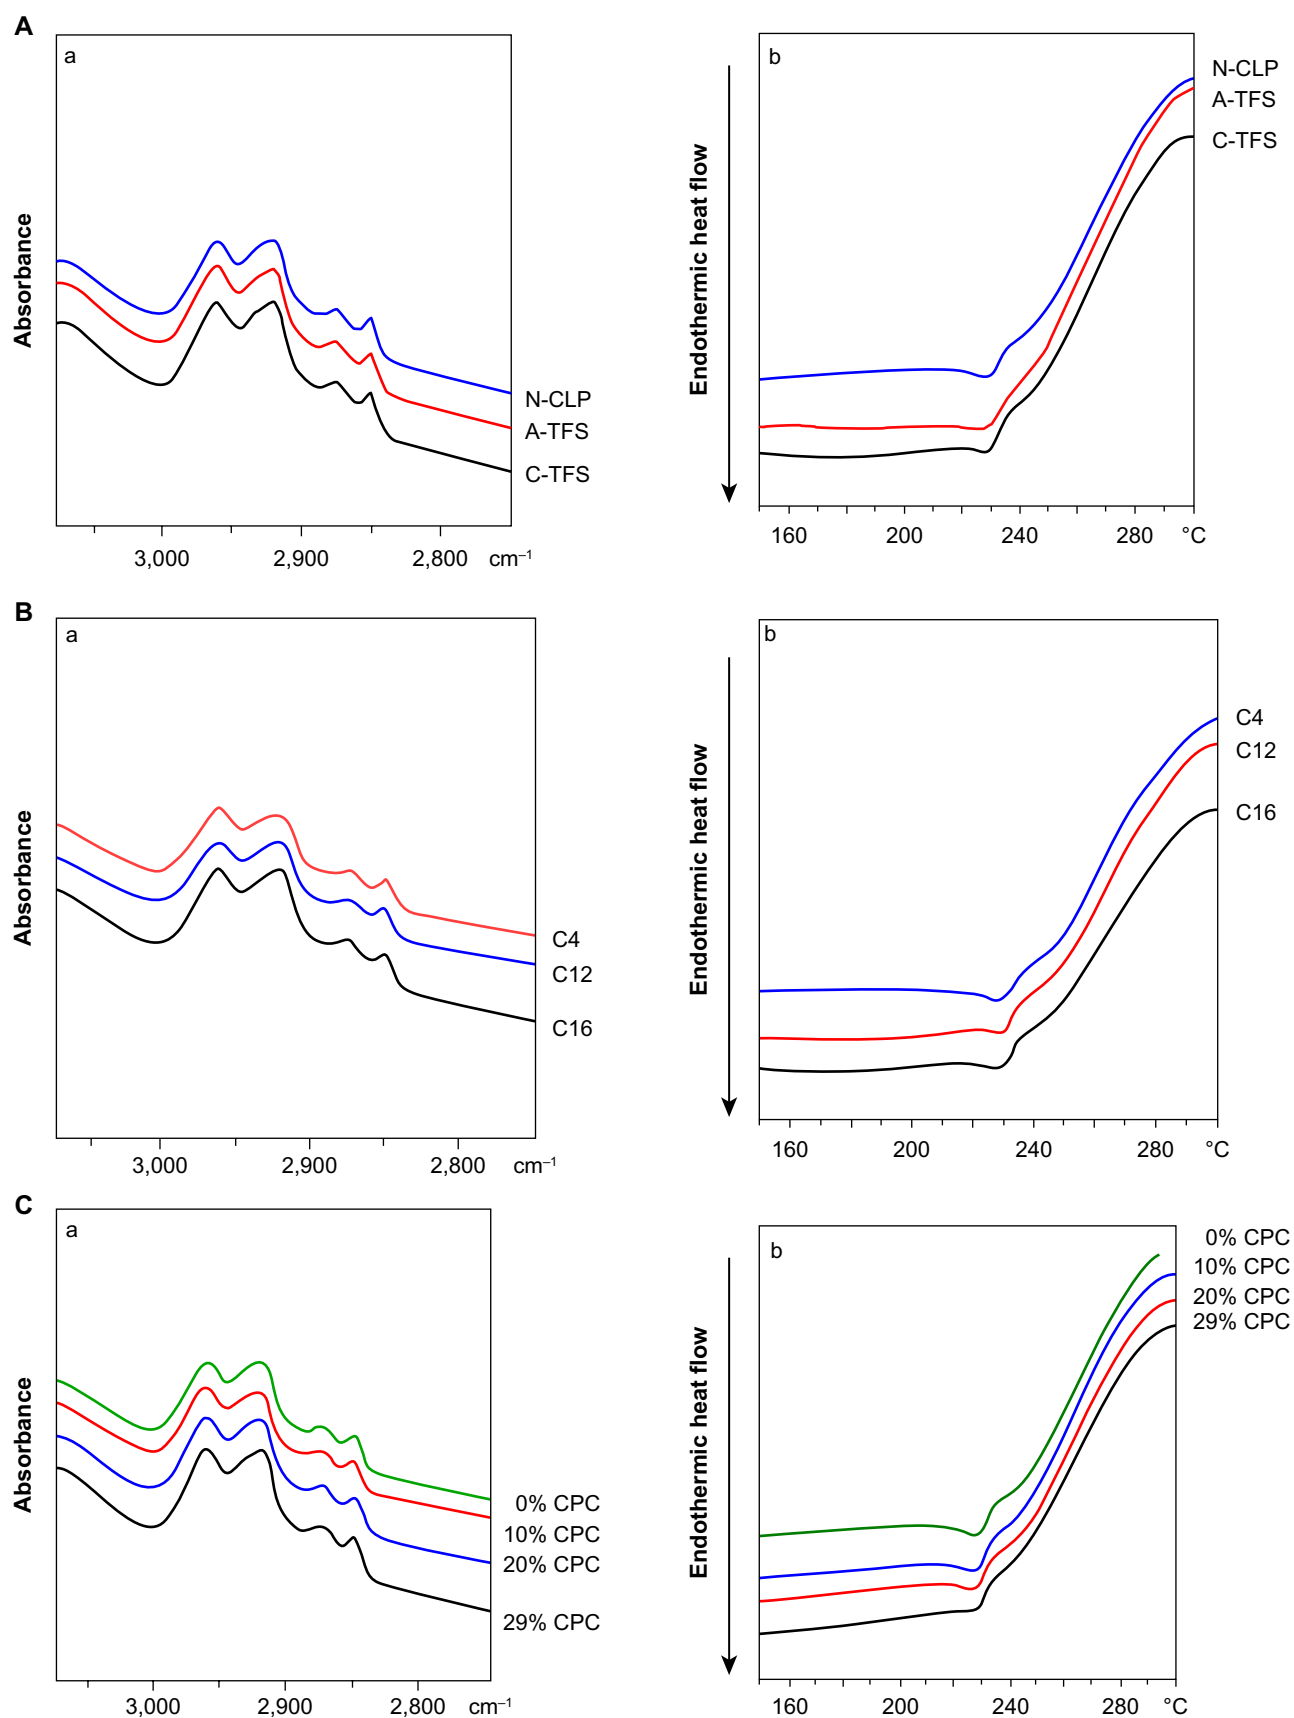 A
a
Absorbance
N-CLP
A-TFS
C-TFS
3,000 2,900 2,800 cm⁻¹
b
Endothermic heat flow
N-CLP
A-TFS
C-TFS
160 200 240 280 °C
B
a
Absorbance
C4
C12
C16
3,000 2,900 2,800 cm⁻¹
b
Endothermic heat flow
C4
C12
C16
160 200 240 280 °C
C
a
Absorbance
0% CPC
10% CPC
20% CPC
29% CPC
3,000 2,900 2,800 cm⁻¹
b
Endothermic heat flow
0% CPC
10% CPC
20% CPC
29% CPC
160 200 240 280 °C